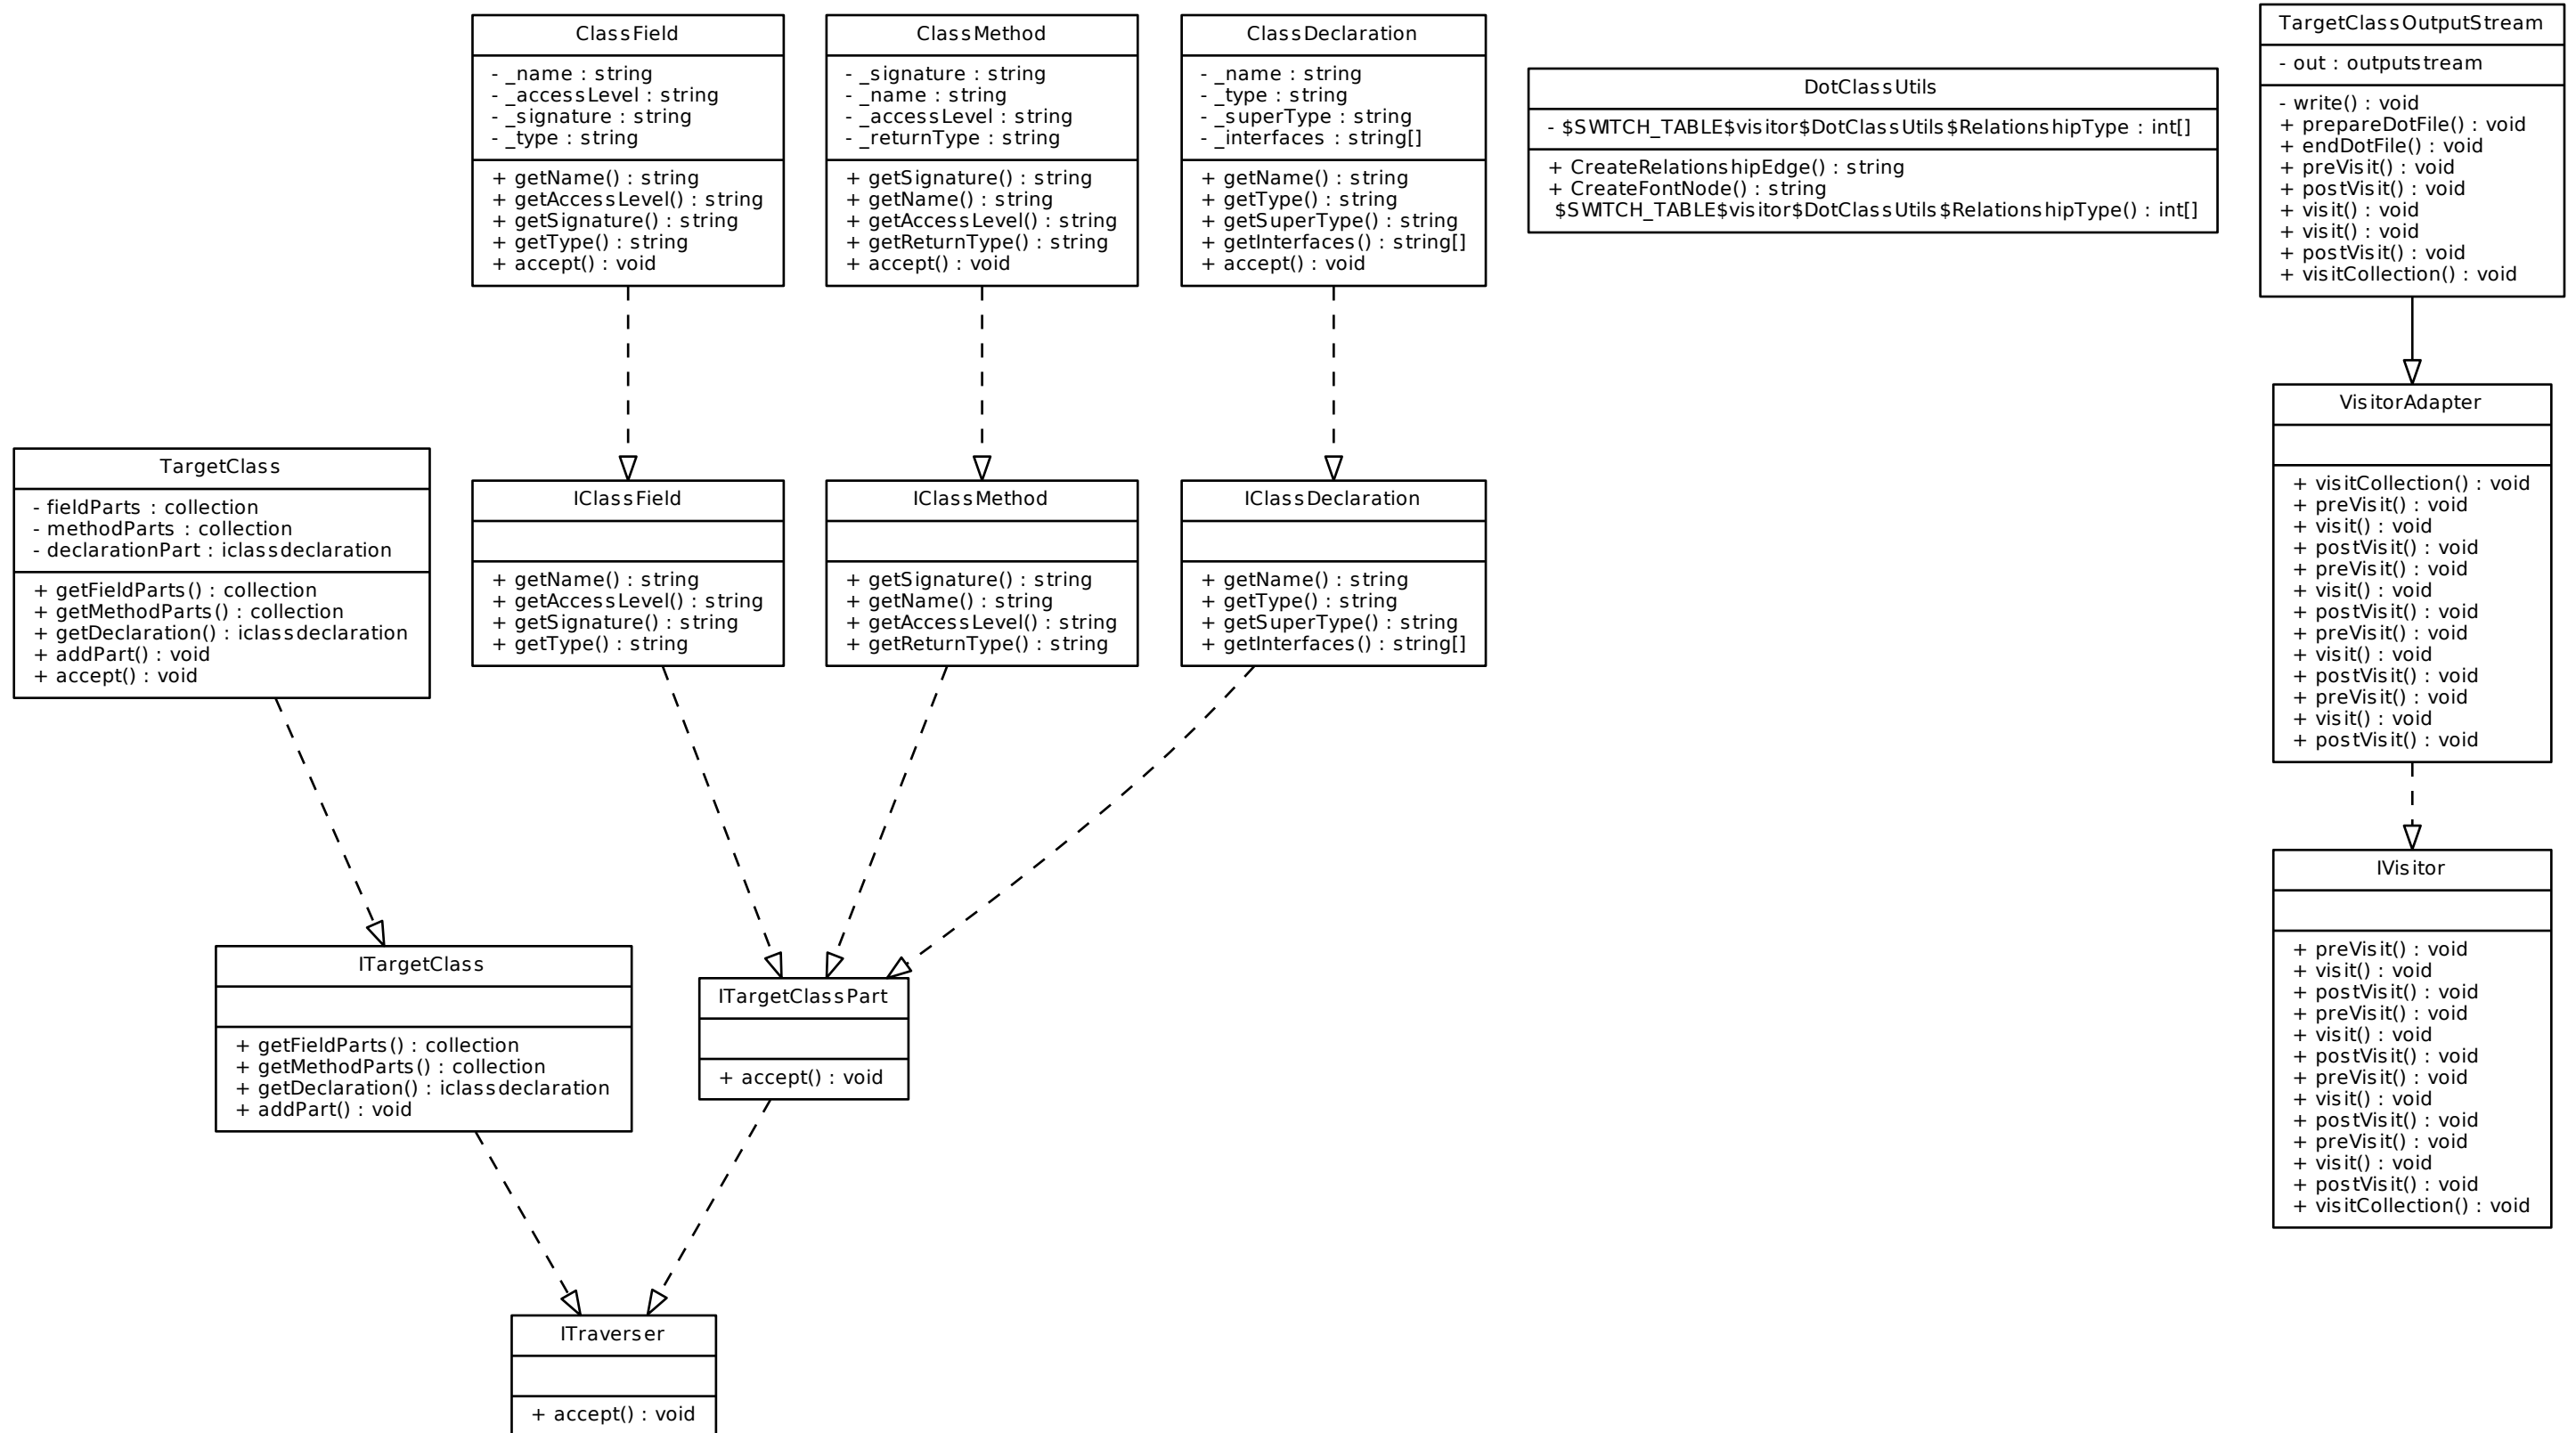 ClassField
- _name : string
- _accessLevel : string
- _signature : string
- _type : string
+ getName() : string
+ getAccessLevel() : string
+ getSignature() : string
+ getType() : string
+ accept() : void
ClassMethod
- _signature : string
- _name : string
- _accessLevel : string
- _returnType : string
+ getSignature() : string
+ getName() : string
+ getAccessLevel() : string
+ getReturnType() : string
+ accept() : void
ClassDeclaration
- _name : string
- _type : string
- _superType : string
- _interfaces : string[]
+ getName() : string
+ getType() : string
+ getSuperType() : string
+ getInterfaces() : string[]
+ accept() : void
DotClassUtils
- $SWITCH_TABLE$visitor$DotClassUtils$RelationshipType : int[]
+ CreateRelationshipEdge() : string
+ CreateFontNode() : string
$SWITCH_TABLE$visitor$DotClassUtils$RelationshipType() : int[]
TargetClassOutputStream
- out : outputstream
- write() : void
+ prepareDotFile() : void
+ endDotFile() : void
+ preVisit() : void
+ postVisit() : void
+ visit() : void
+ visit() : void
+ postVisit() : void
+ visitCollection() : void
TargetClass
- fieldParts : collection
- methodParts : collection
- declarationPart : iclassdeclaration
+ getFieldParts() : collection
+ getMethodParts() : collection
+ getDeclaration() : iclassdeclaration
+ addPart() : void
+ accept() : void
IClassField
+ getName() : string
+ getAccessLevel() : string
+ getSignature() : string
+ getType() : string
IClassMethod
+ getSignature() : string
+ getName() : string
+ getAccessLevel() : string
+ getReturnType() : string
IClassDeclaration
+ getName() : string
+ getType() : string
+ getSuperType() : string
+ getInterfaces() : string[]
VisitorAdapter
+ visitCollection() : void
+ preVisit() : void
+ visit() : void
+ postVisit() : void
+ preVisit() : void
+ visit() : void
+ postVisit() : void
+ preVisit() : void
+ visit() : void
+ postVisit() : void
+ preVisit() : void
+ visit() : void
+ postVisit() : void
ITargetClass
+ getFieldParts() : collection
+ getMethodParts() : collection
+ getDeclaration() : iclassdeclaration
+ addPart() : void
ITargetClassPart
+ accept() : void
IVisitor
+ preVisit() : void
+ visit() : void
+ postVisit() : void
+ preVisit() : void
+ visit() : void
+ postVisit() : void
+ preVisit() : void
+ visit() : void
+ postVisit() : void
+ preVisit() : void
+ visit() : void
+ postVisit() : void
+ visitCollection() : void
ITraverser
+ accept() : void